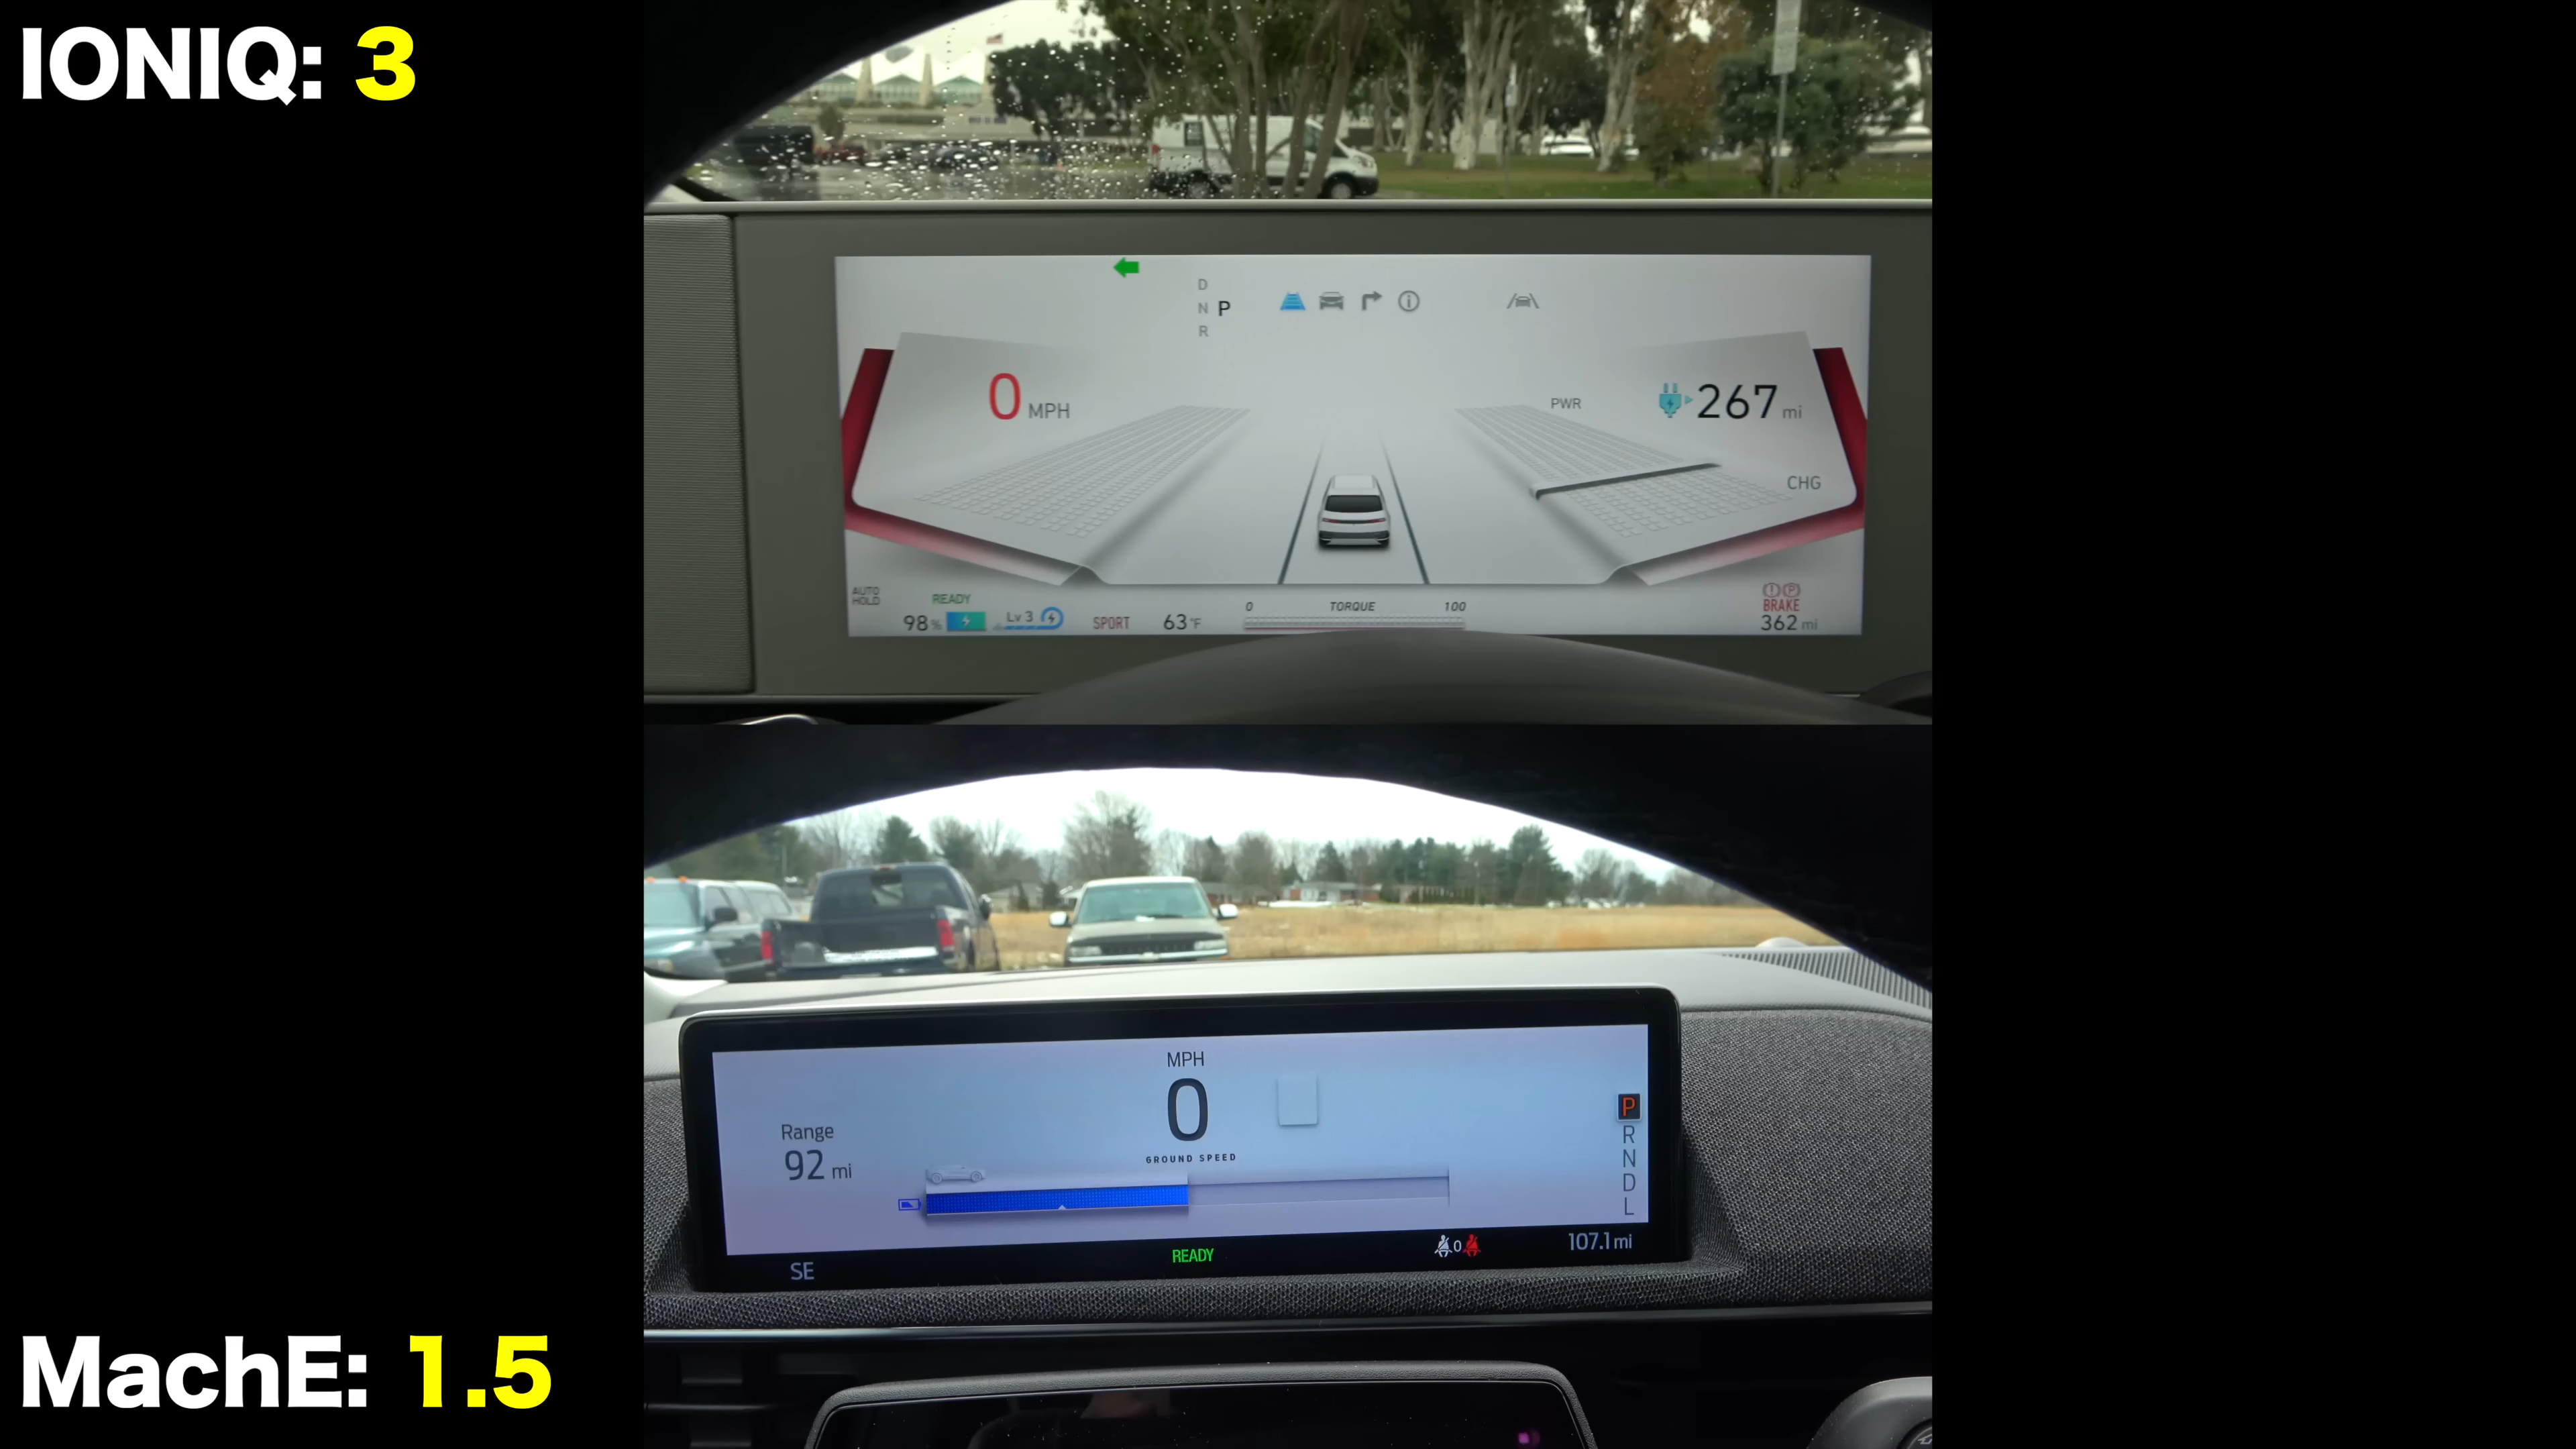 IONIQ: 3
D
N P
R
0 MPH
PWR
267 mi
CHG
AUTO
HOLD
READY
98% Lv 3 SPORT 63°F
0 TORQUE 100
BRAKE
362 mi
MPH
0
GROUND SPEED
Range
92 mi
P
R
N
D
L
0
107.1 mi
READY
SE
MachE: 1.5